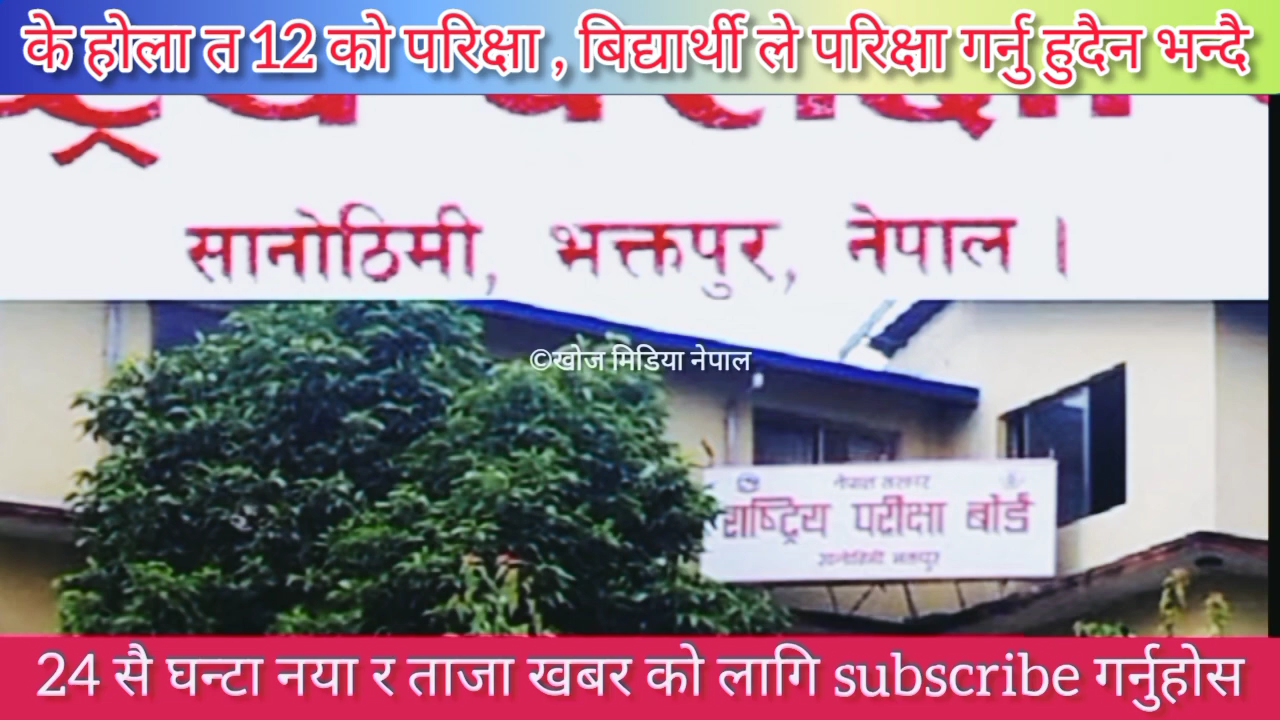 के होला त 12 को परिक्षा , बिद्यार्थी ले परिक्षा गर्नु हुदैन भन्दै
सानोठिमी, भक्तपुर, नेपाल ।
©खोज मिडिया नेपाल
नेपाल सरकार
राष्ट्रिय परीक्षा बोर्ड
सानोठिमी भक्तपुर
24 सै घन्टा नया र ताजा खबर को लागि subscribe गर्नुहोस